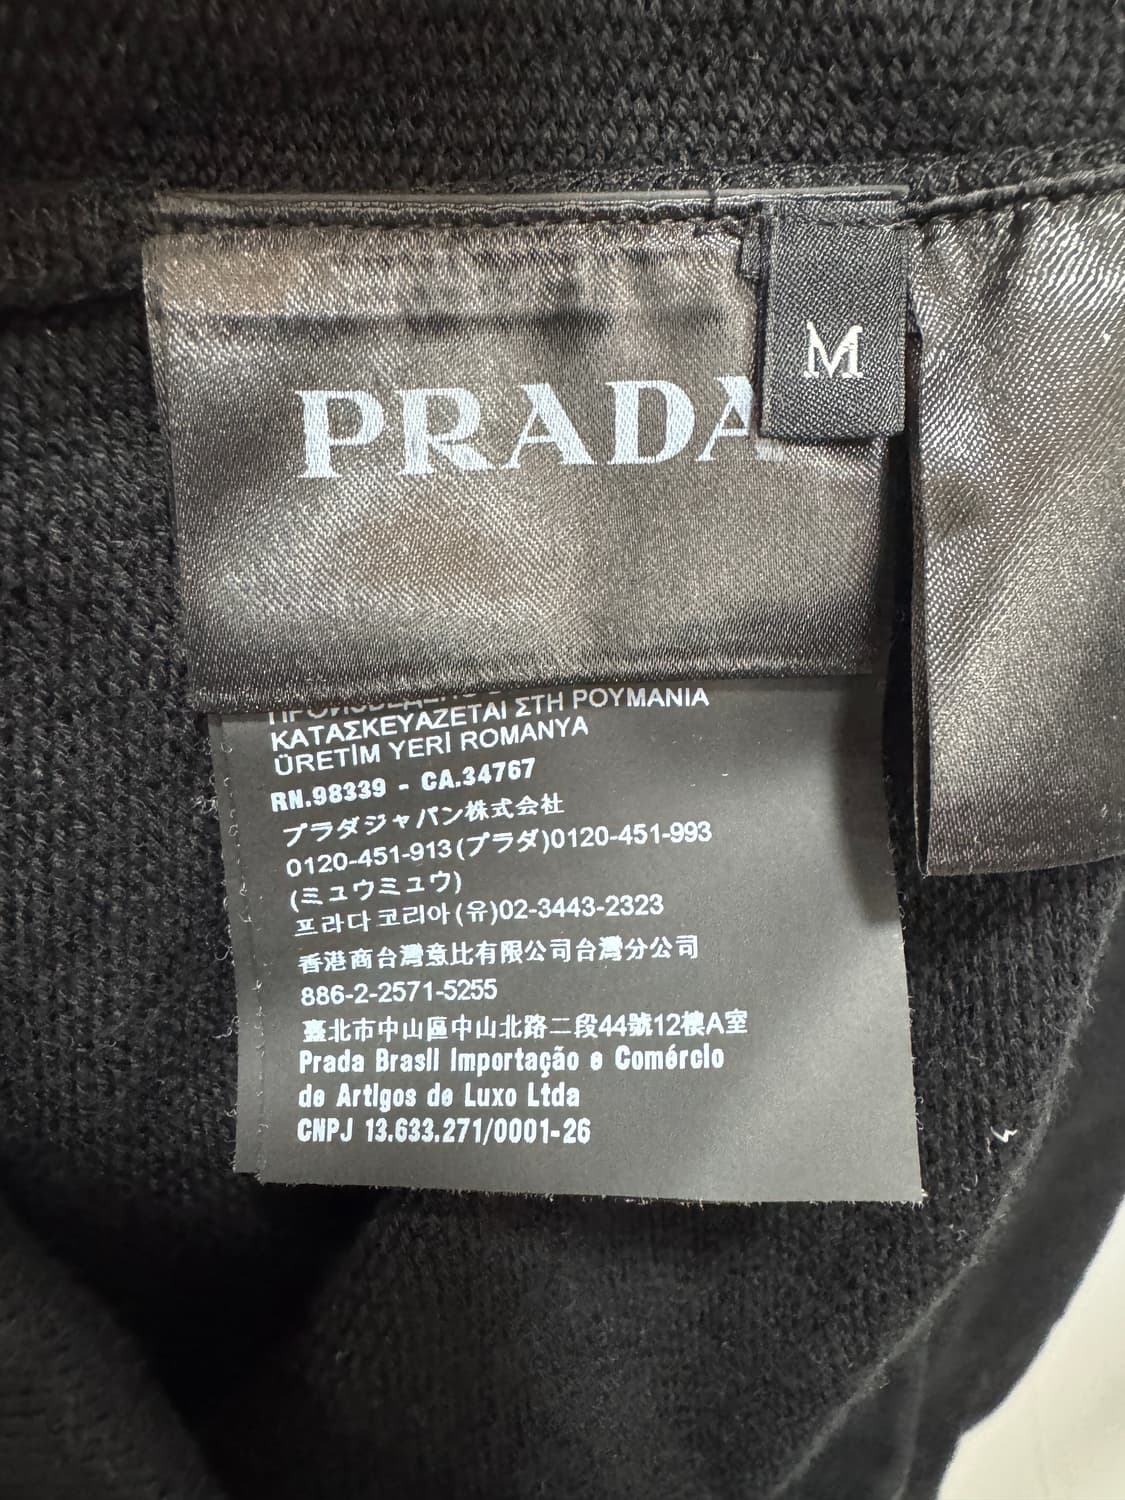 PRADA
M
ΚΑΤΑΣΚΕΥΑΖΕΤΑΙ ΣΤΗ ΡΟΥΜΑΝΙΑ
ÜRETİM YERİ ROMANYA
RN.98339 - CA.34767
プラダジャパン株式会社
0120-451-913(プラダ)0120-451-993
(ミュウミュウ)
프라다코리아(유)02-3443-2323
香港商台灣意比有限公司台灣分公司
886-2-2571-5255
臺北市中山區中山北路二段44號12樓A室
Prada Brasil Importação e Comércio
de Artigos de Luxo Ltda
CNPJ 13.633.271/0001-26